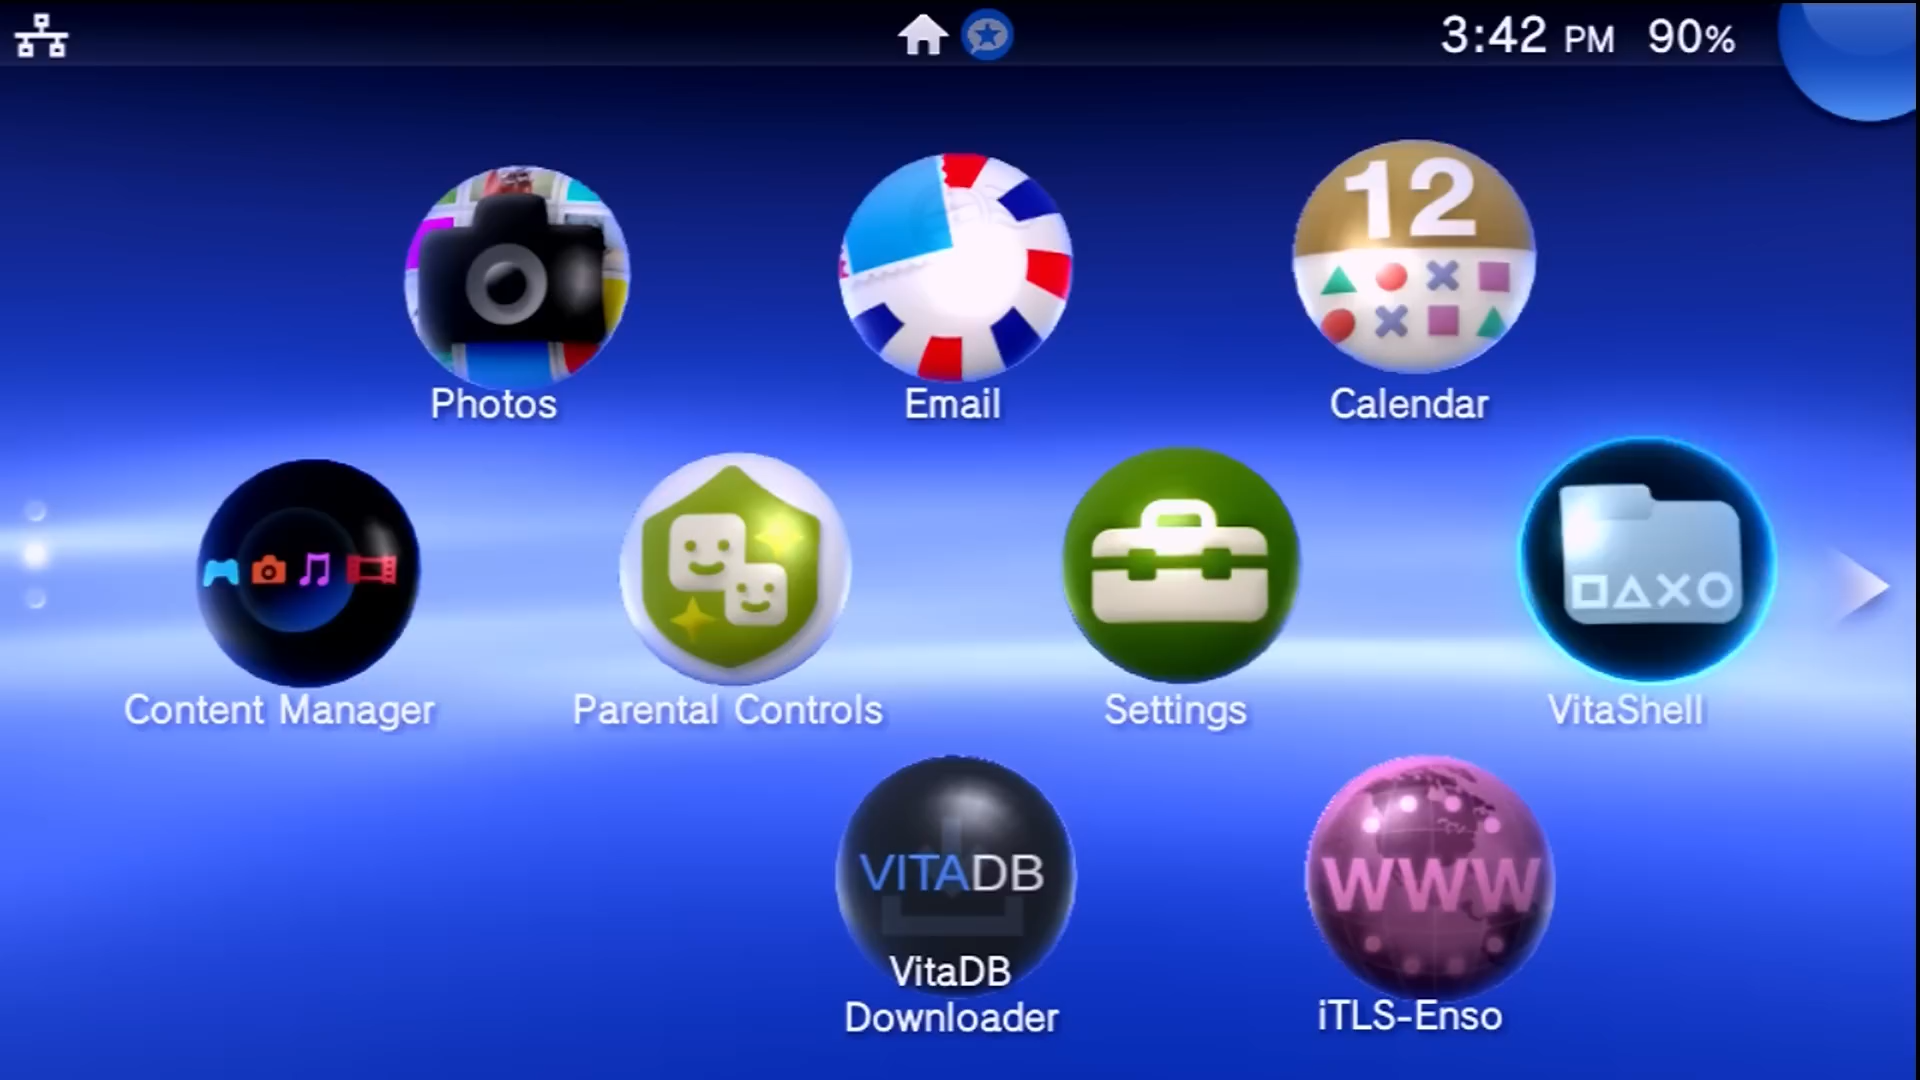 3:42 PM 90%
12
Photos
Email
Calendar
Content Manager
Parental Controls
Settings
VitaShell
VITADB
WWW
VitaDB
Downloader
iTLS-Enso